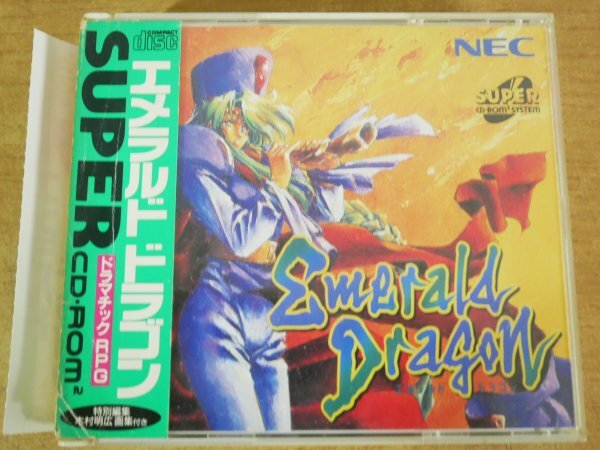 COMPACT
disc
エメラルドドラゴン
SUPER CD-ROM²
ドラマチックRPG
特別編集
木村明広画集付き
NEC
SUPER
CD-ROM² SYSTEM
Emerald
Dragon